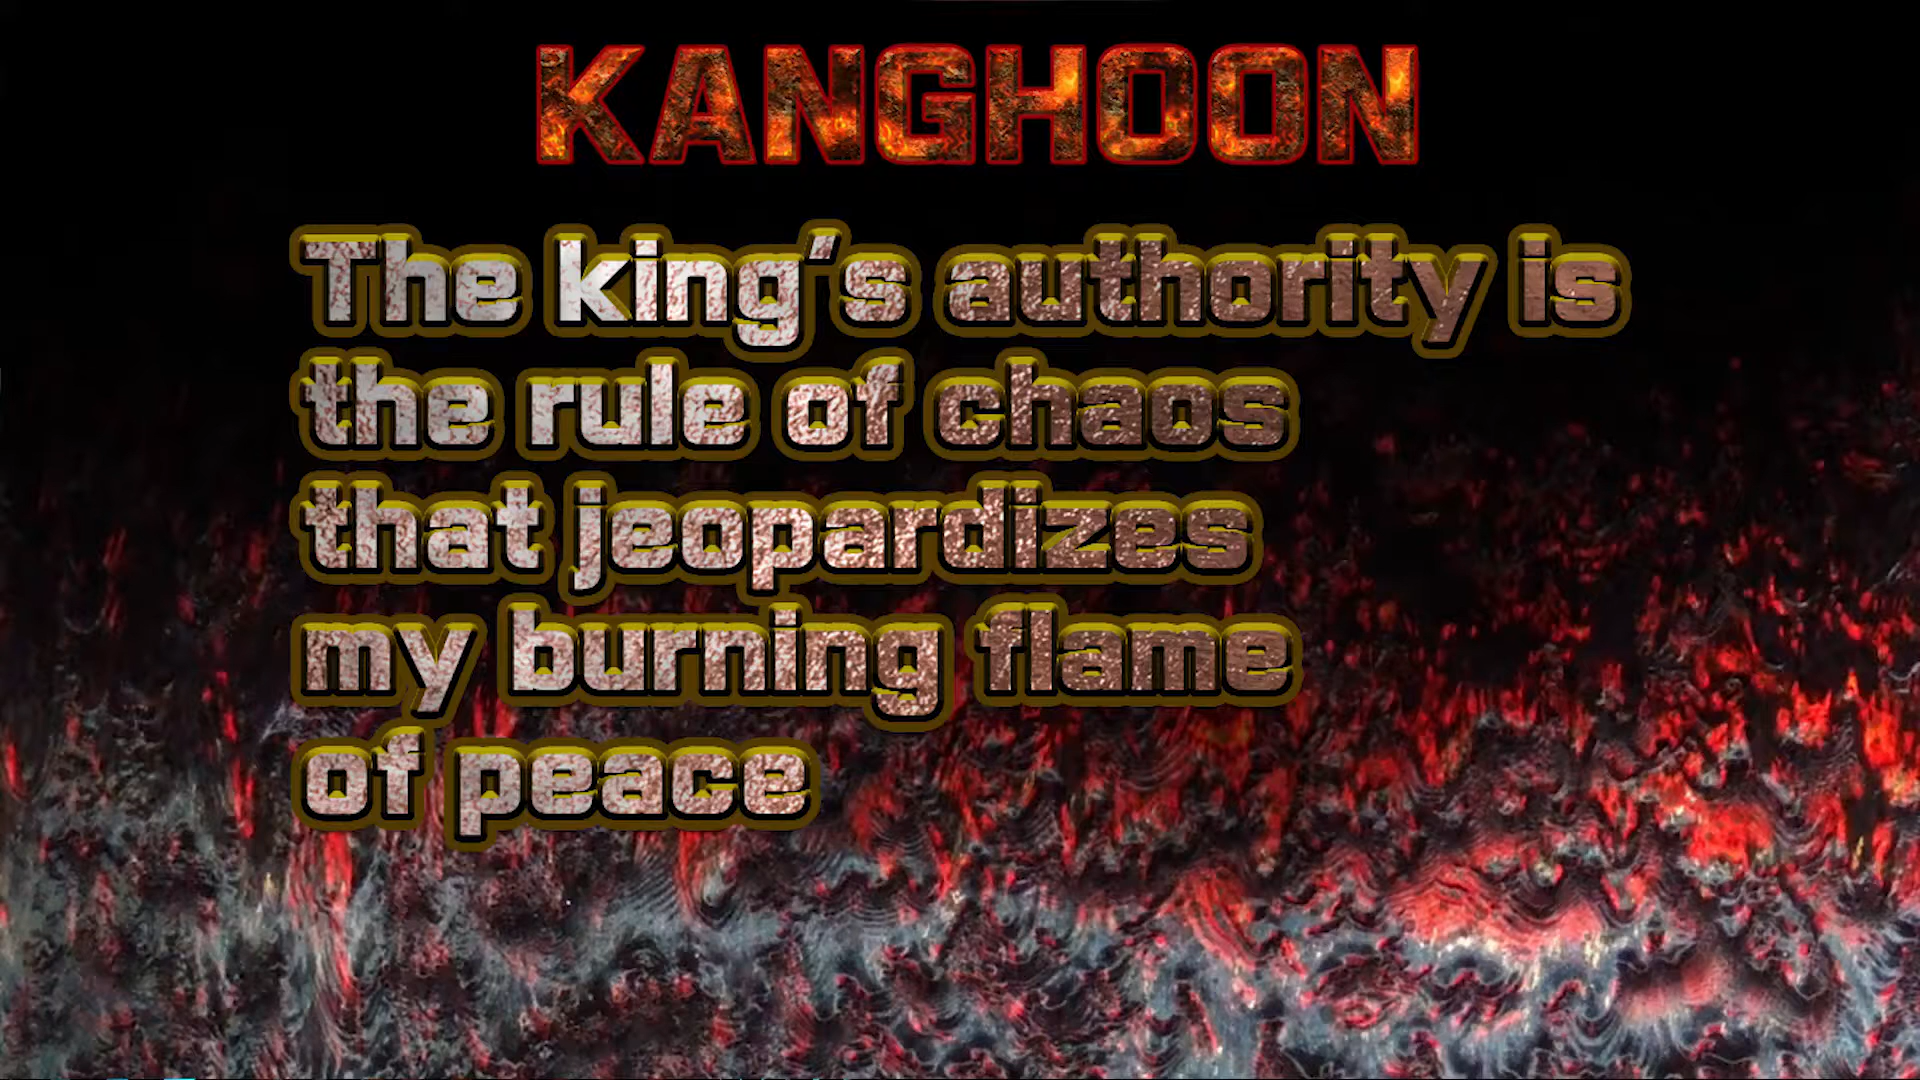 KANGHOON
The king's authority is
the rule of chaos
that jeopardizes
my burning flame
of peace